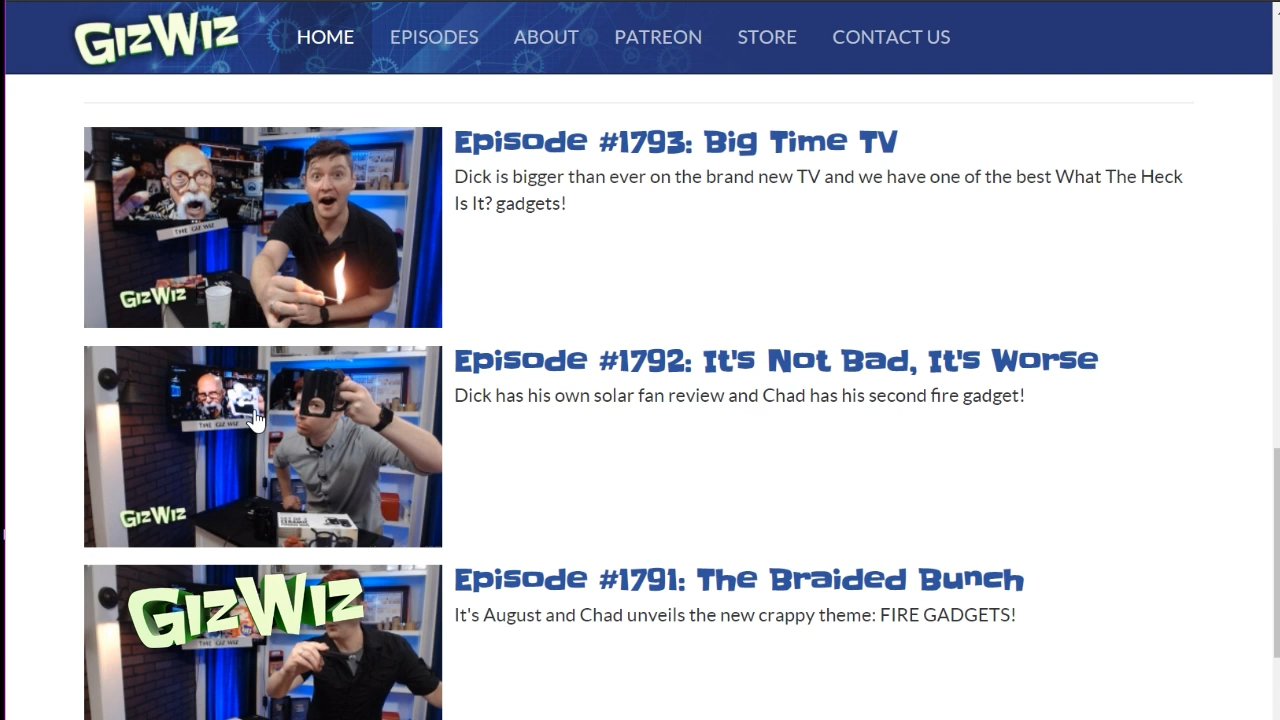 GIZWIZ
HOME EPISODES ABOUT PATREON STORE CONTACT US
Episode #1793: Big Time TV
Dick is bigger than ever on the brand new TV and we have one of the best What The Heck
Is It? gadgets!
THE GIZ WIZ
GIZWIZ
Episode #1792: It's Not Bad, It's Worse
Dick has his own solar fan review and Chad has his second fire gadget!
THE GIZ WIZ
GIZWIZ
Episode #1791: The Braided Bunch
It's August and Chad unveils the new crappy theme: FIRE GADGETS!
GIZWIZ
THE GIZ WIZ